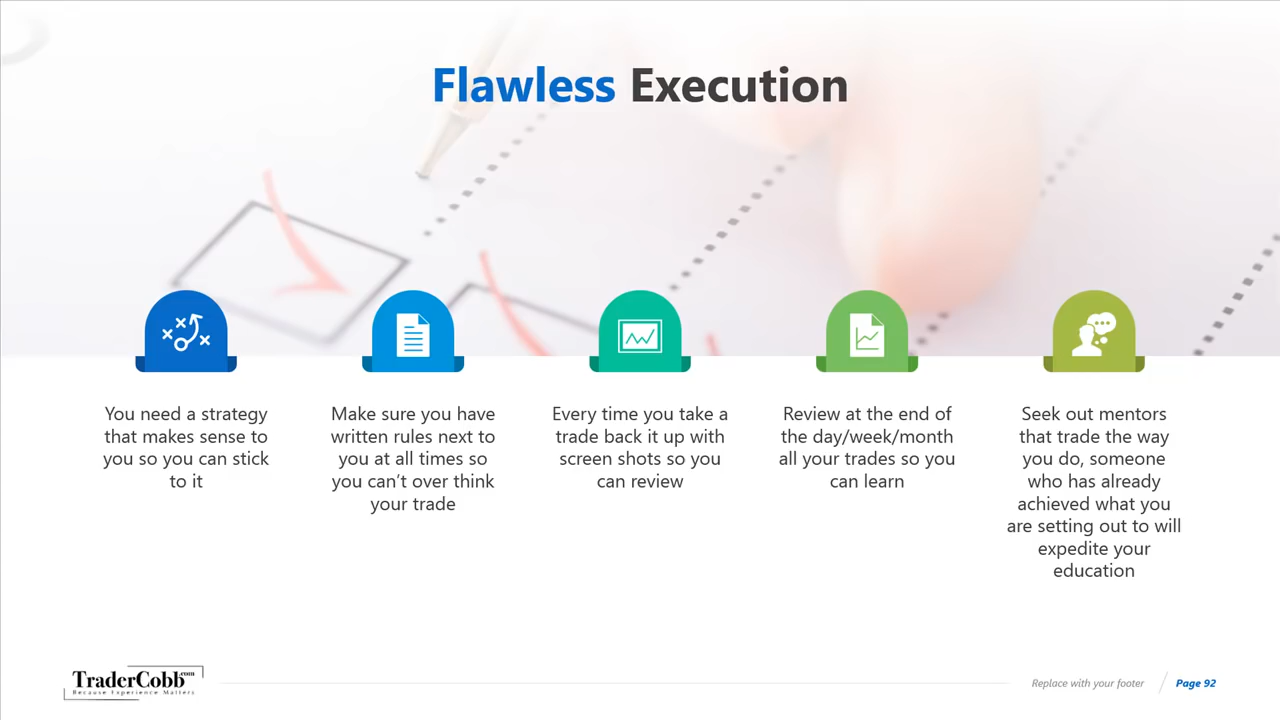 Flawless Execution
You need a strategy
that makes sense to
you so you can stick
to it
Make sure you have
written rules next to
you at all times so
you can't over think
your trade
Every time you take a
trade back it up with
screen shots so you
can review
Review at the end of
the day/week/month
all your trades so you
can learn
Seek out mentors
that trade the way
you do, someone
who has already
achieved what you
are setting out to will
expedite your
education
TraderCobb.com
Because Experience Matters
Replace with your footer
Page 92